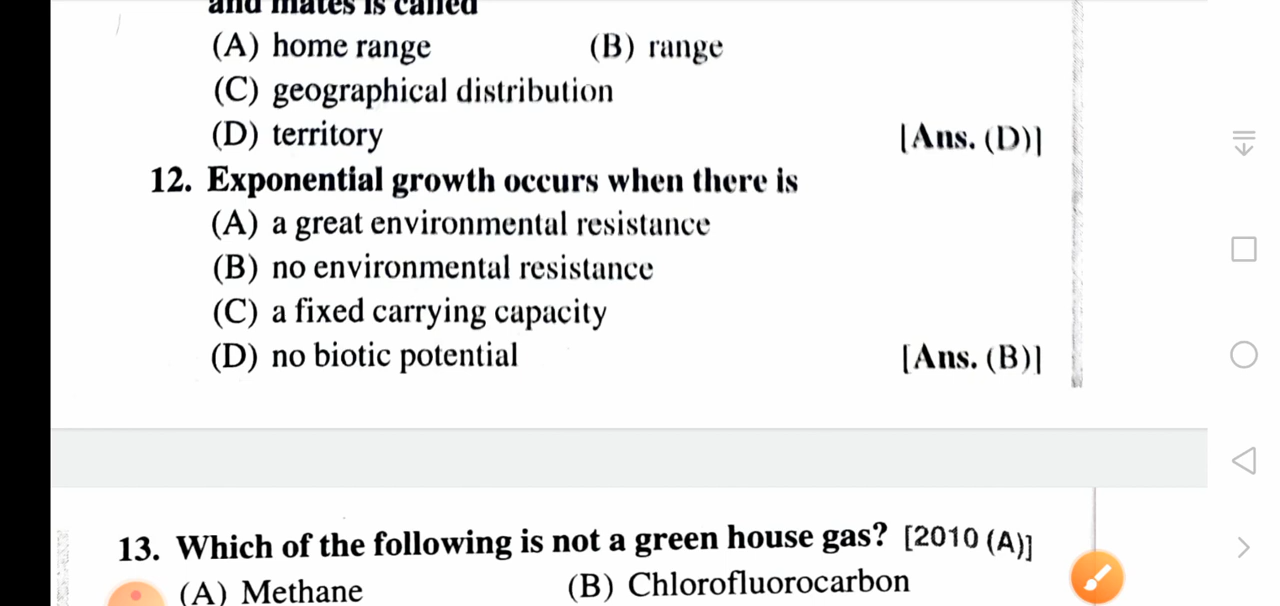 and mates is called
(A) home range (B) range
(C) geographical distribution
(D) territory [Ans. (D)]
12. Exponential growth occurs when there is
(A) a great environmental resistance
(B) no environmental resistance
(C) a fixed carrying capacity
(D) no biotic potential [Ans. (B)]
13. Which of the following is not a green house gas? [2010 (A)]
(A) Methane (B) Chlorofluorocarbon